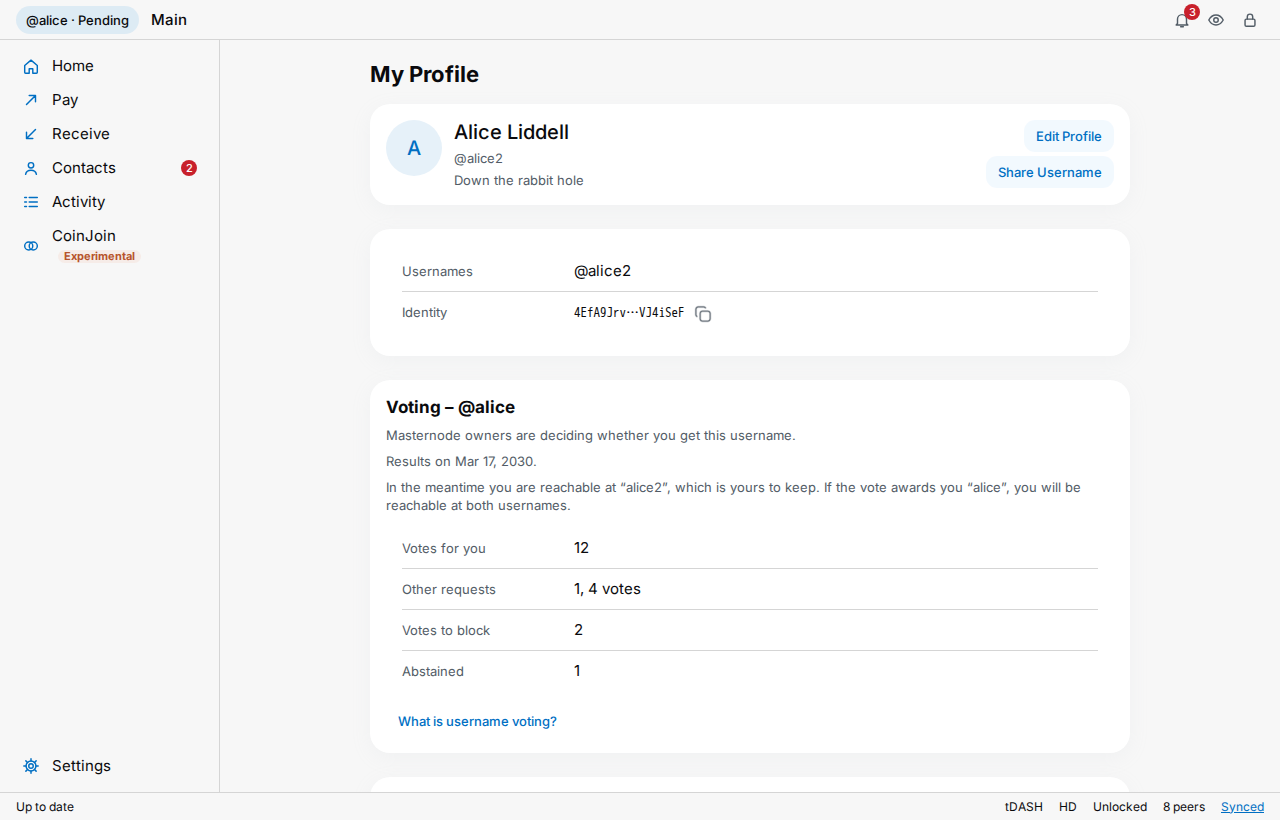 @alice · Pending Main 3
Home
Pay
Receive
Contacts 2
Activity
CoinJoin
Experimental
Settings
My Profile
A
Alice Liddell
@alice2
Down the rabbit hole
Edit Profile
Share Username
Usernames @alice2
Identity 4EfA9Jrv⋯VJ4iSeF
Voting – @alice
Masternode owners are deciding whether you get this username.
Results on Mar 17, 2030.
In the meantime you are reachable at “alice2”, which is yours to keep. If the vote awards you “alice”, you will be
reachable at both usernames.
Votes for you 12
Other requests 1, 4 votes
Votes to block 2
Abstained 1
What is username voting?
Up to date tDASH HD Unlocked 8 peers Synced